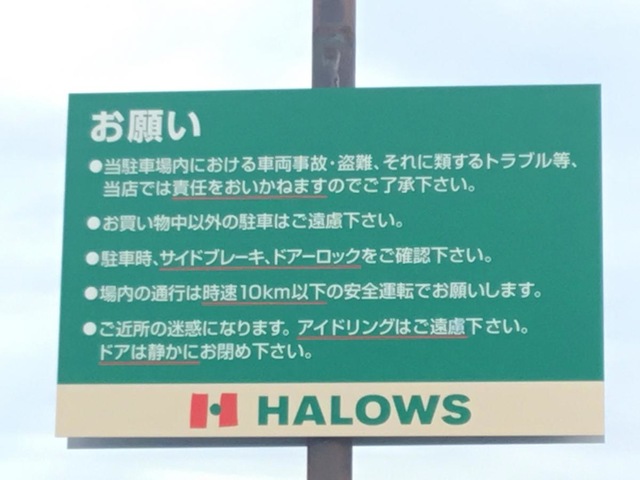 お願い
●当駐車場内における車両事故・盗難、それに類するトラブル等、
当店では責任をおいかねますのでご了承下さい。
●お買い物中以外の駐車はご遠慮下さい。
●駐車時、サイドブレーキ、ドアーロックをご確認下さい。
●場内の通行は時速10km以下の安全運転でお願いします。
●ご近所の迷惑になります。アイドリングはご遠慮下さい。
ドアは静かにお閉め下さい。
HALOWS